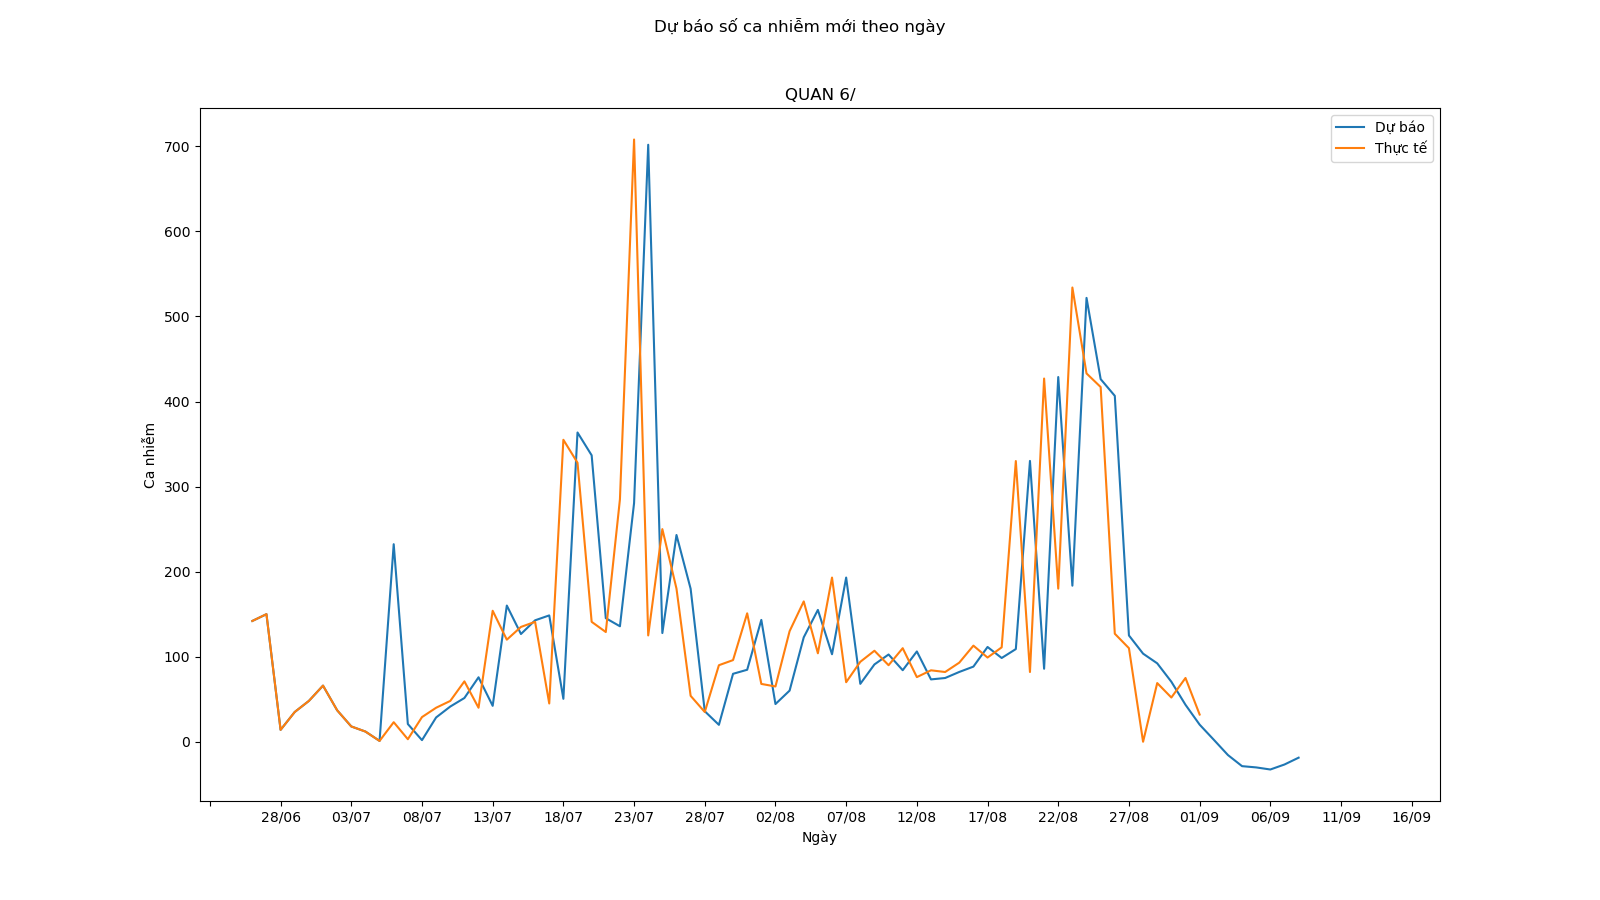 Dự báo số ca nhiễm mới theo ngày
QUAN 6/
Dự báo
Thực tế
700
600
500
400
300
200
100
0
Ca nhiễm
28/06 03/07 08/07 13/07 18/07 23/07 28/07 02/08 07/08 12/08 17/08 22/08 27/08 01/09 06/09 11/09 16/09
Ngày